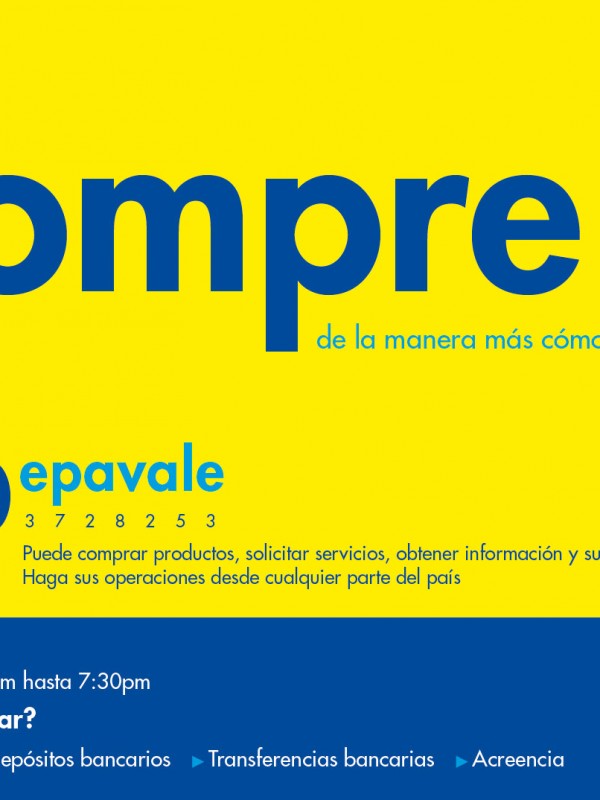 ompre
de la manera más cómo
epavale
3 7 2 8 2 5 3
Puede comprar productos, solicitar servicios, obtener información y su
Haga sus operaciones desde cualquier parte del país
m hasta 7:30pm
ar?
epósitos bancarios ▶ Transferencias bancarias ▶ Acreencia